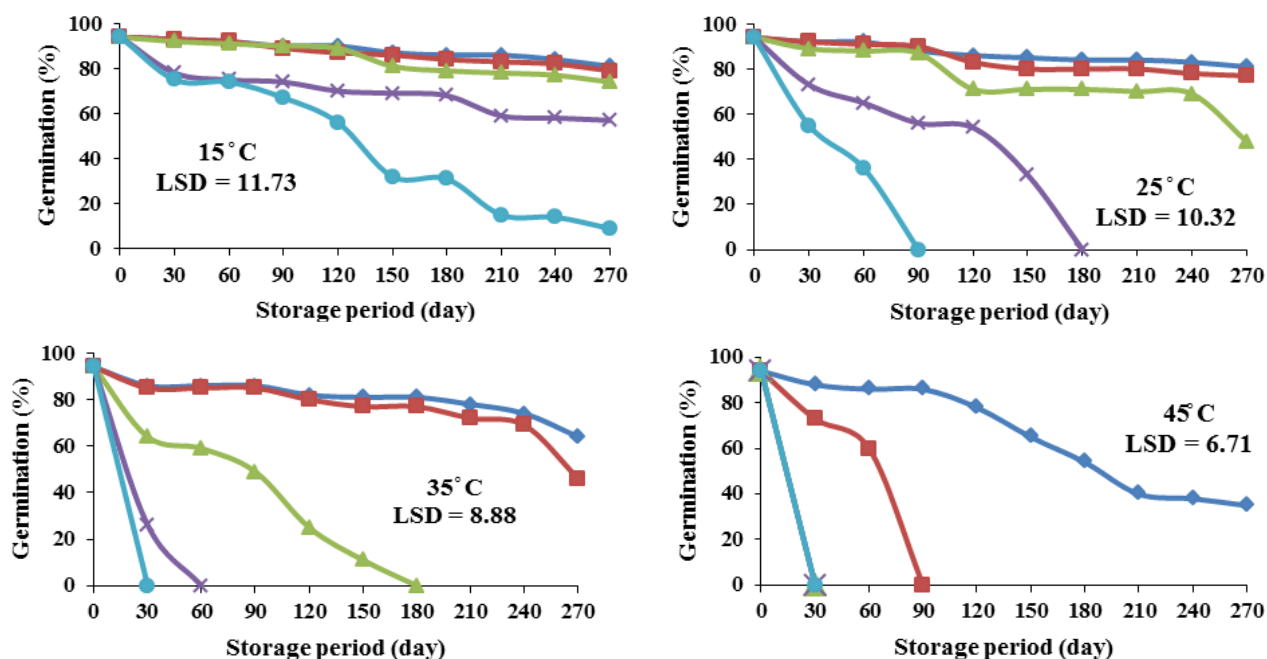 Germination (%)
100
80
60
40
20
0
15°C
LSD = 11.73
0 30 60 90 120 150 180 210 240 270
Storage period (day)
Germination (%)
100
80
60
40
20
0
25°C
LSD = 10.32
0 30 60 90 120 150 180 210 240 270
Storage period (day)
Germination (%)
100
80
60
40
20
0
35°C
LSD = 8.88
0 30 60 90 120 150 180 210 240 270
Storage period (day)
Germination (%)
100
80
60
40
20
0
45°C
LSD = 6.71
0 30 60 90 120 150 180 210 240 270
Storage period (day)